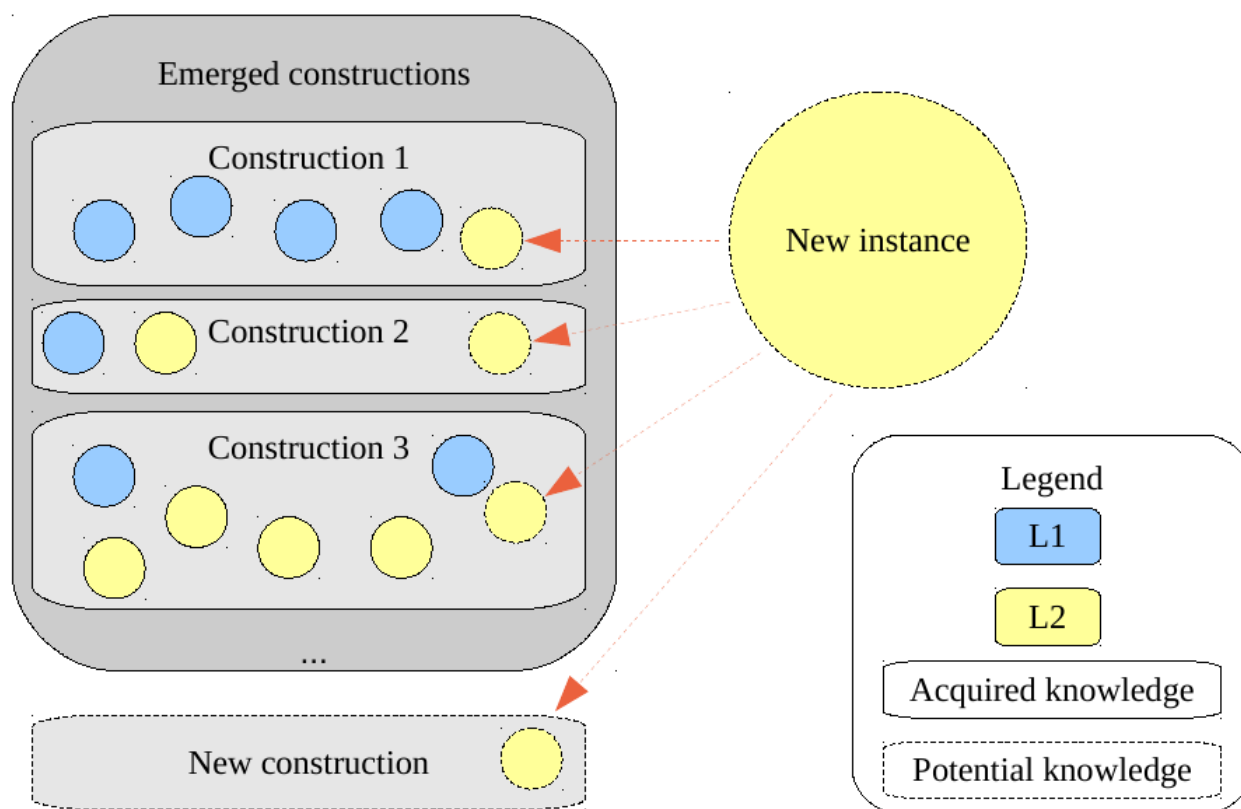 Emerged constructions
Construction 1
New instance
Construction 2
Construction 3
...
New construction
Legend
L1
L2
Acquired knowledge
Potential knowledge